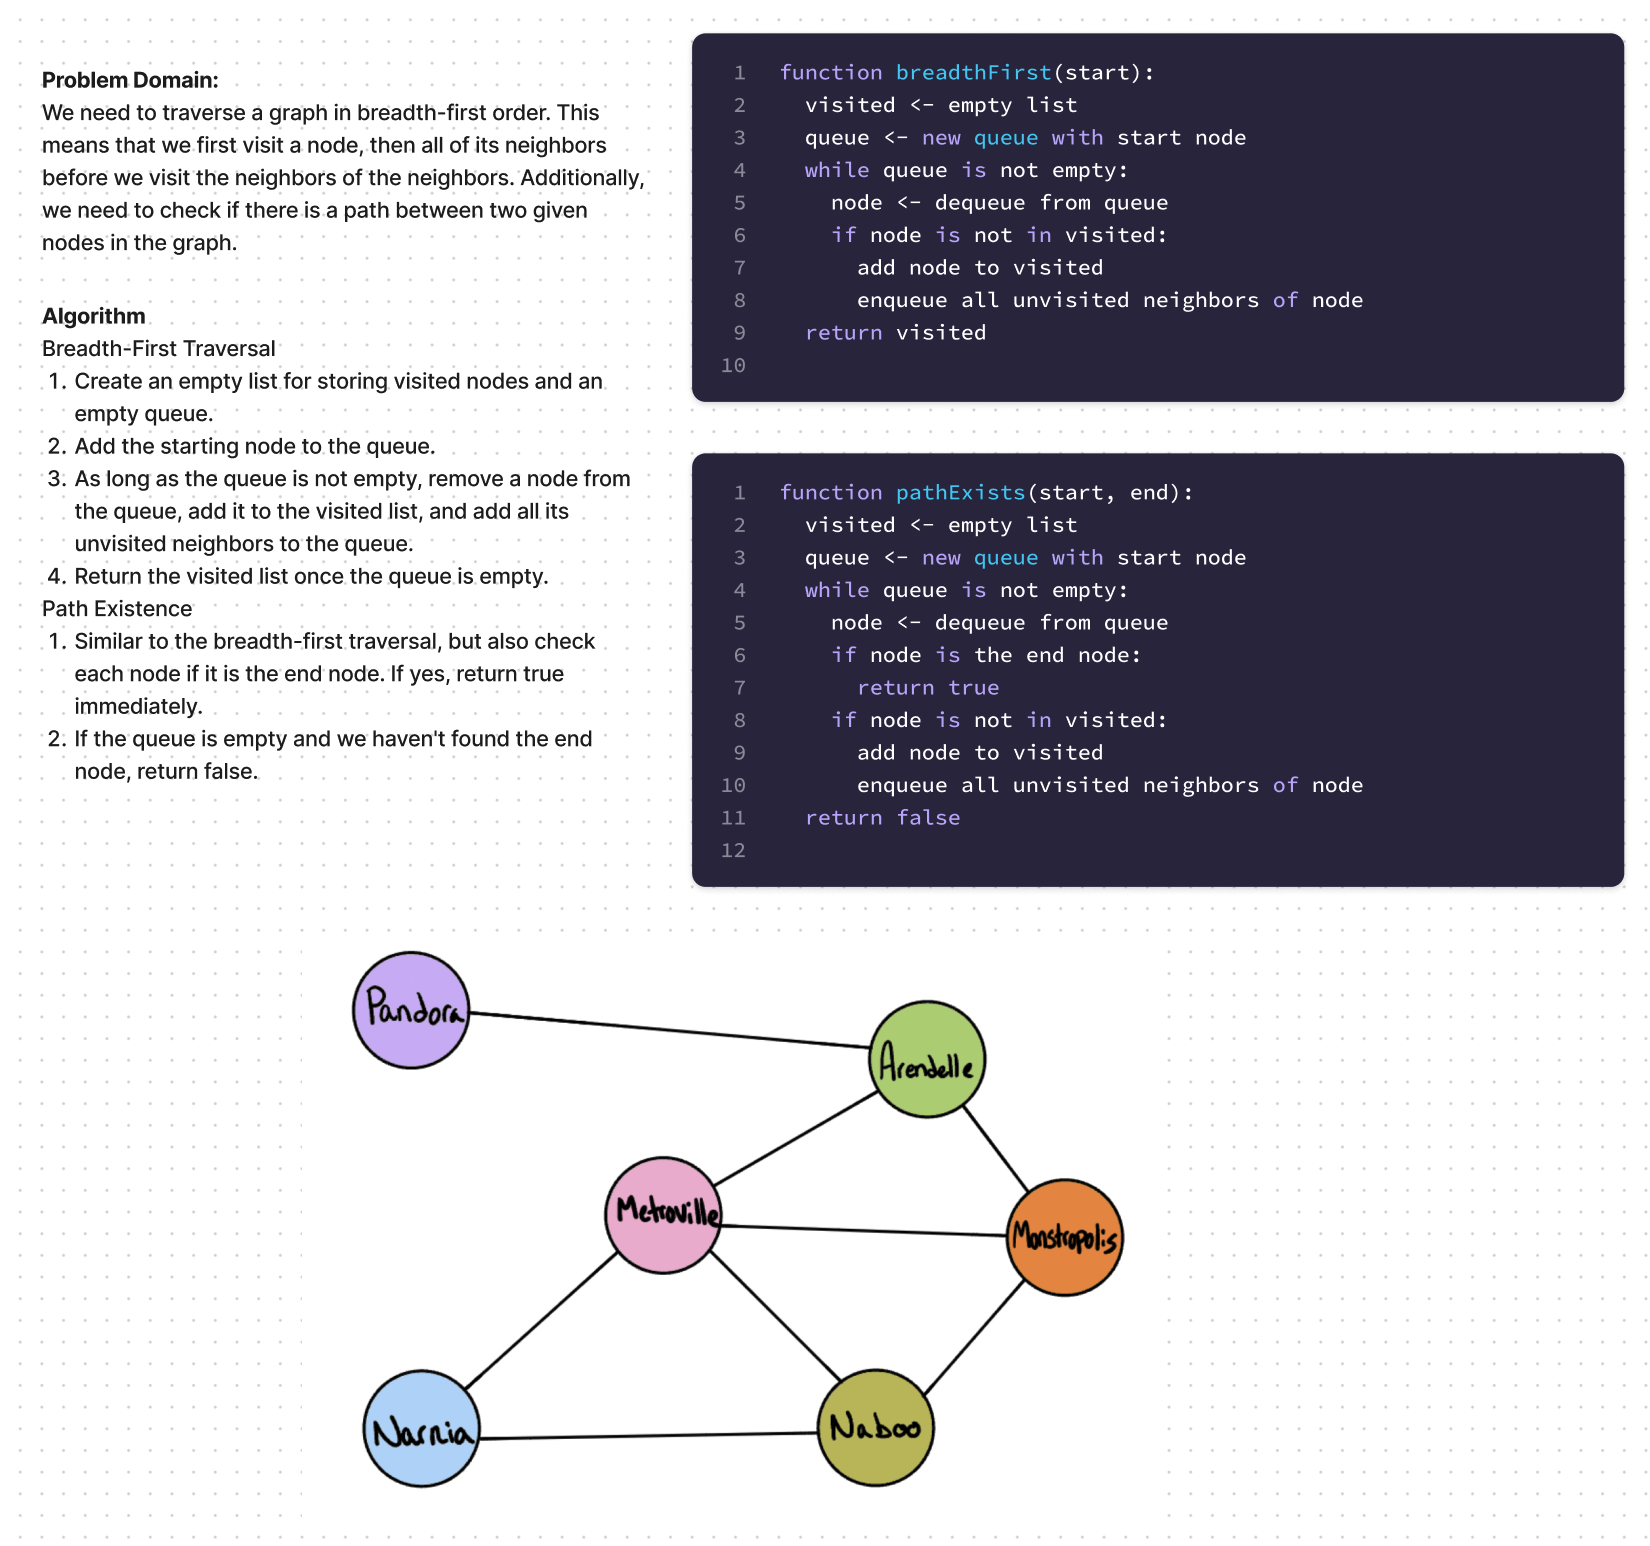 Problem Domain:
We need to traverse a graph in breadth-first order. This
means that we first visit a node, then all of its neighbors
before we visit the neighbors of the neighbors. Additionally,
we need to check if there is a path between two given
nodes in the graph.
Algorithm
Breadth-First Traversal
1. Create an empty list for storing visited nodes and an
empty queue.
2. Add the starting node to the queue.
3. As long as the queue is not empty, remove a node from
the queue, add it to the visited list, and add all its
unvisited neighbors to the queue.
4. Return the visited list once the queue is empty.
Path Existence
1. Similar to the breadth-first traversal, but also check
each node if it is the end node. If yes, return true
immediately.
2. If the queue is empty and we haven't found the end
node, return false.
1 function breadthFirst(start):
2 visited <- empty list
3 queue <- new queue with start node
4 while queue is not empty:
5 node <- dequeue from queue
6 if node is not in visited:
7 add node to visited
8 enqueue all unvisited neighbors of node
9 return visited
10
1 function pathExists(start, end):
2 visited <- empty list
3 queue <- new queue with start node
4 while queue is not empty:
5 node <- dequeue from queue
6 if node is the end node:
7 return true
8 if node is not in visited:
9 add node to visited
10 enqueue all unvisited neighbors of node
11 return false
12
Pandora
Arendelle
Metroville
Monstropolis
Narnia
Naboo